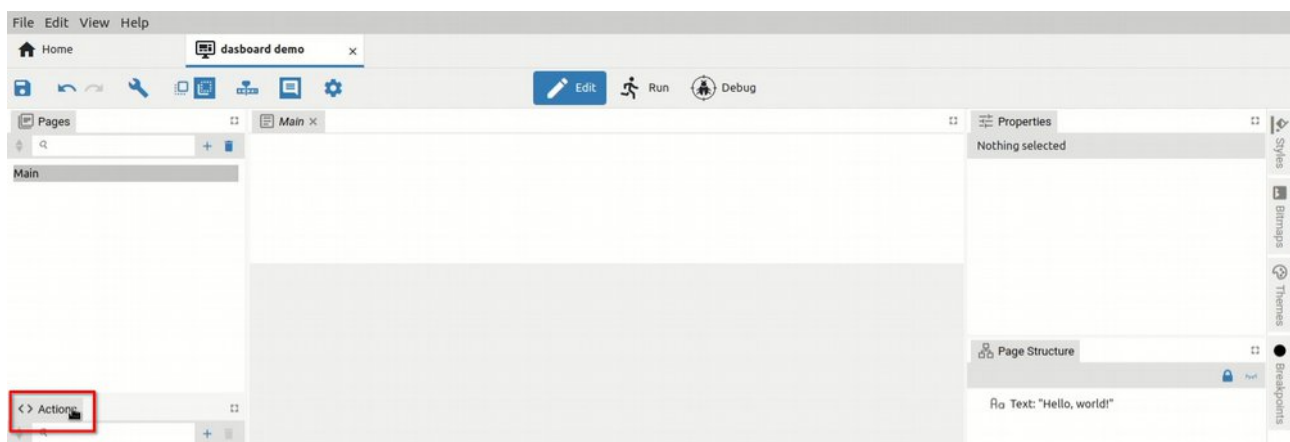 File Edit View Help
Home dasboard demo
Edit Run Debug
Pages Main Properties
Nothing selected
Main
Styles
Bitmaps
Themes
Breakpoints
Page Structure
Actions
Aa Text: "Hello, world!"